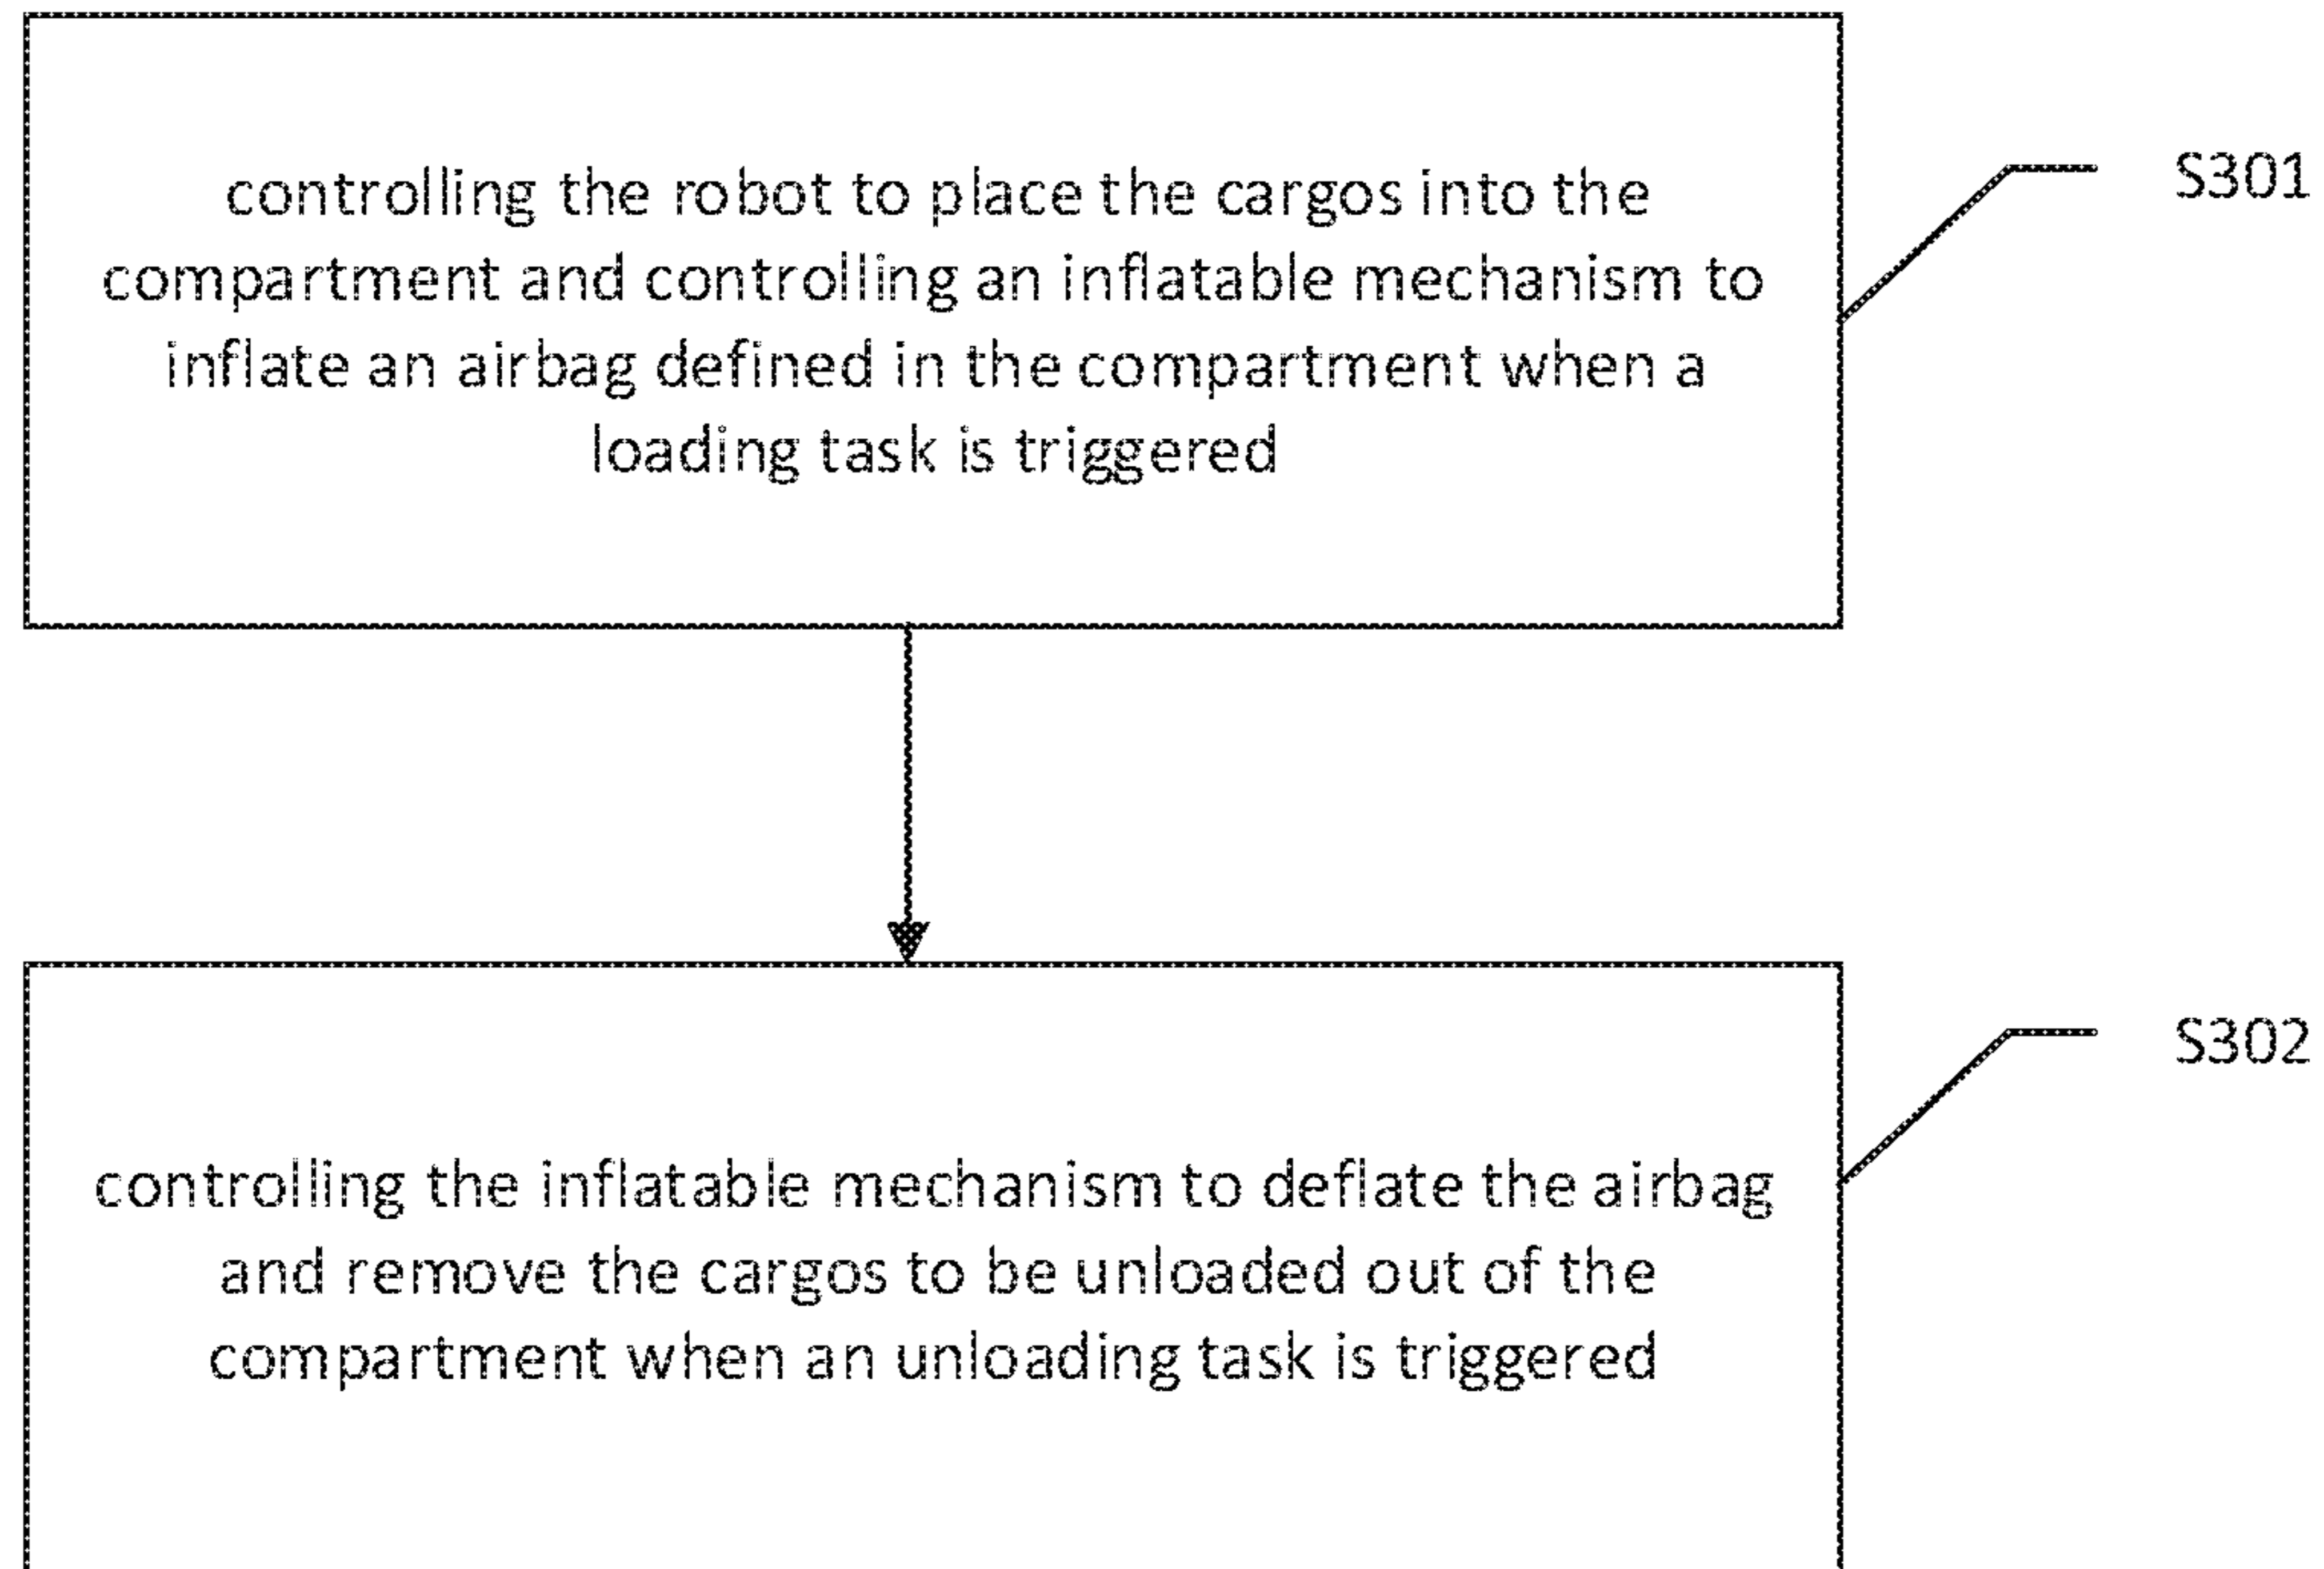 controlling the robot to place the cargos into the
compartment and controlling an inflatable mechanism to
inflate an airbag defined in the compartment when a
loading task is triggered
S301
controlling the inflatable mechanism to deflate the airbag
and remove the cargos to be unloaded out of the
compartment when an unloading task is triggered
S302